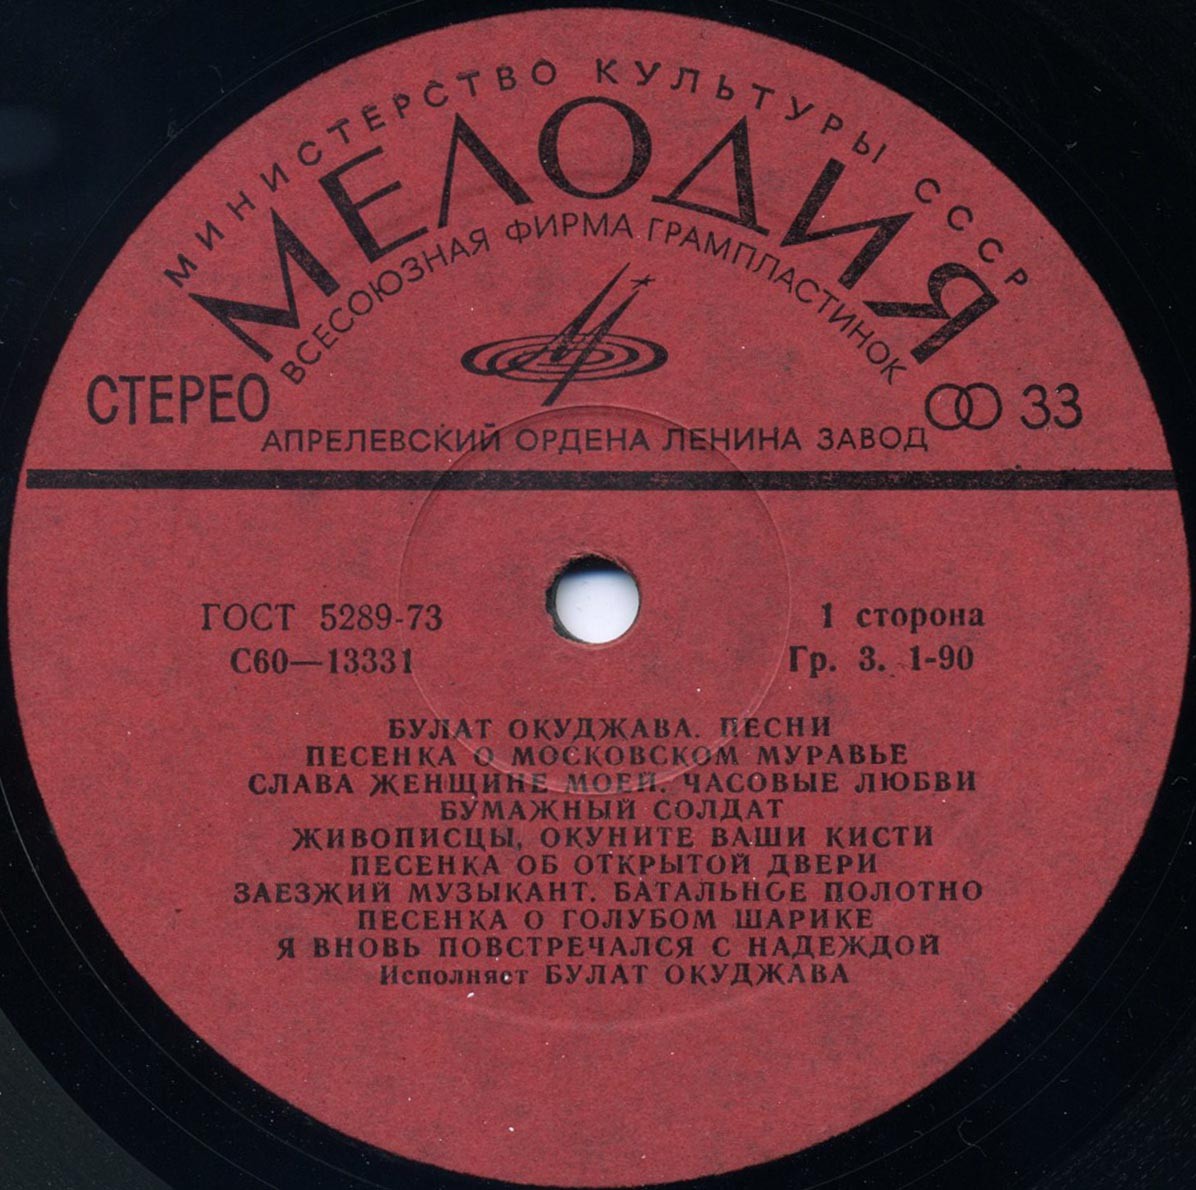 МИНИСТЕРСТВО КУЛЬТУРЫ СССР
МЕЛОДИЯ
ВСЕСОЮЗНАЯ ФИРМА ГРАМПЛАСТИНОК
СТЕРЕО
33
АПРЕЛЕВСКИЙ ОРДЕНА ЛЕНИНА ЗАВОД
ГОСТ 5289-73
1 сторона
С60—13331
Гр. 3. 1-90
БУЛАТ ОКУДЖАВА. ПЕСНИ
ПЕСЕНКА О МОСКОВСКОМ МУРАВЬЕ
СЛАВА ЖЕНЩИНЕ МОЕЙ. ЧАСОВЫЕ ЛЮБВИ
БУМАЖНЫЙ СОЛДАТ
ЖИВОПИСЦЫ, ОКУНИТЕ ВАШИ КИСТИ
ПЕСЕНКА ОБ ОТКРЫТОЙ ДВЕРИ
ЗАЕЗЖИЙ МУЗЫКАНТ. БАТАЛЬНОЕ ПОЛОТНО
ПЕСЕНКА О ГОЛУБОМ ШАРИКЕ
Я ВНОВЬ ПОВСТРЕЧАЛСЯ С НАДЕЖДОЙ
Исполняет БУЛАТ ОКУДЖАВА